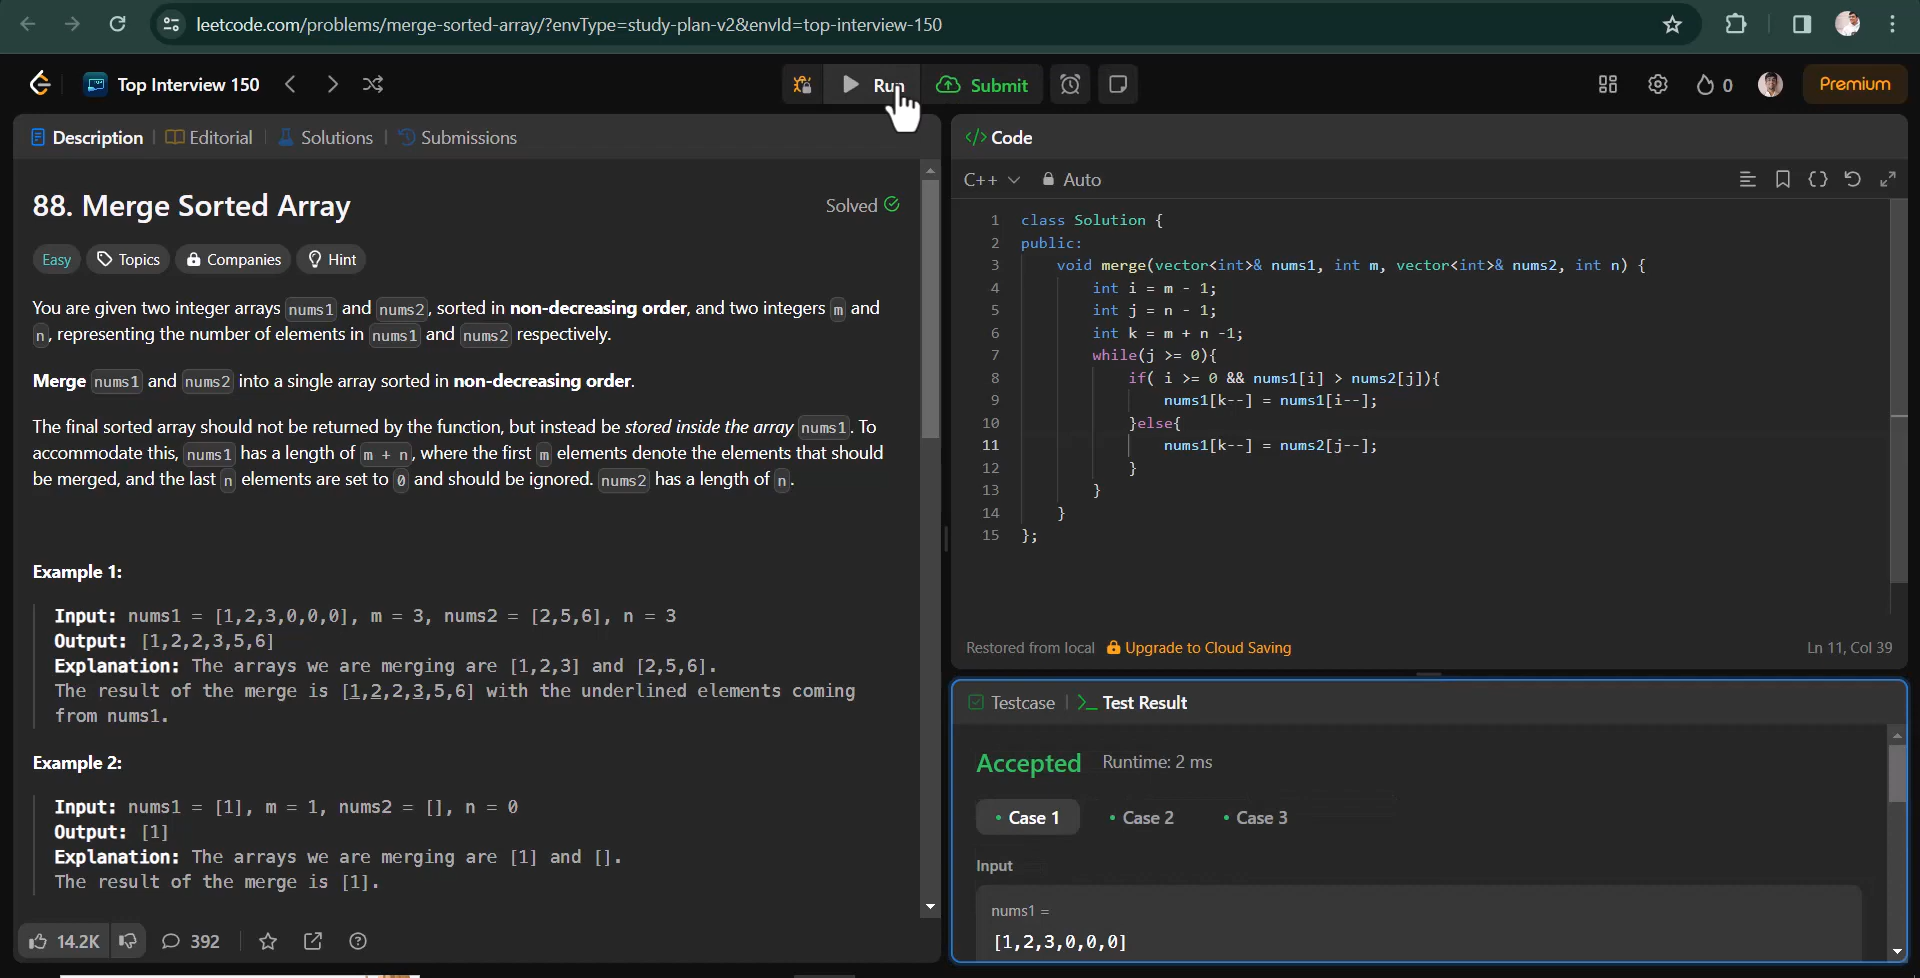 leetcode.com/problems/merge-sorted-array/?envType=study-plan-v2&envId=top-interview-150
Top Interview 150
Run
Submit
0
Premium
Description
Editorial
Solutions
Submissions
88. Merge Sorted Array
Solved
Easy
Topics
Companies
Hint
You are given two integer arrays nums1 and nums2, sorted in non-decreasing order, and two integers m and
n, representing the number of elements in nums1 and nums2 respectively.
Merge nums1 and nums2 into a single array sorted in non-decreasing order.
The final sorted array should not be returned by the function, but instead be stored inside the array nums1. To
accommodate this, nums1 has a length of m + n, where the first m elements denote the elements that should
be merged, and the last n elements are set to 0 and should be ignored. nums2 has a length of n.
Example 1:
Input: nums1 = [1,2,3,0,0,0], m = 3, nums2 = [2,5,6], n = 3
Output: [1,2,2,3,5,6]
Explanation: The arrays we are merging are [1,2,3] and [2,5,6].
The result of the merge is [1,2,2,3,5,6] with the underlined elements coming
from nums1.
Example 2:
Input: nums1 = [1], m = 1, nums2 = [], n = 0
Output: [1]
Explanation: The arrays we are merging are [1] and [].
The result of the merge is [1].
14.2K
392
</> Code
C++
Auto
1 class Solution {
2 public:
3 void merge(vector<int>& nums1, int m, vector<int>& nums2, int n) {
4 int i = m - 1;
5 int j = n - 1;
6 int k = m + n -1;
7 while(j >= 0){
8 if( i >= 0 && nums1[i] > nums2[j]){
9 nums1[k--] = nums1[i--];
10 }else{
11 nums1[k--] = nums2[j--];
12 }
13 }
14 }
15 };
Restored from local
Upgrade to Cloud Saving
Ln 11, Col 39
Testcase
Test Result
Accepted
Runtime: 2 ms
Case 1
Case 2
Case 3
Input
nums1 =
[1,2,3,0,0,0]